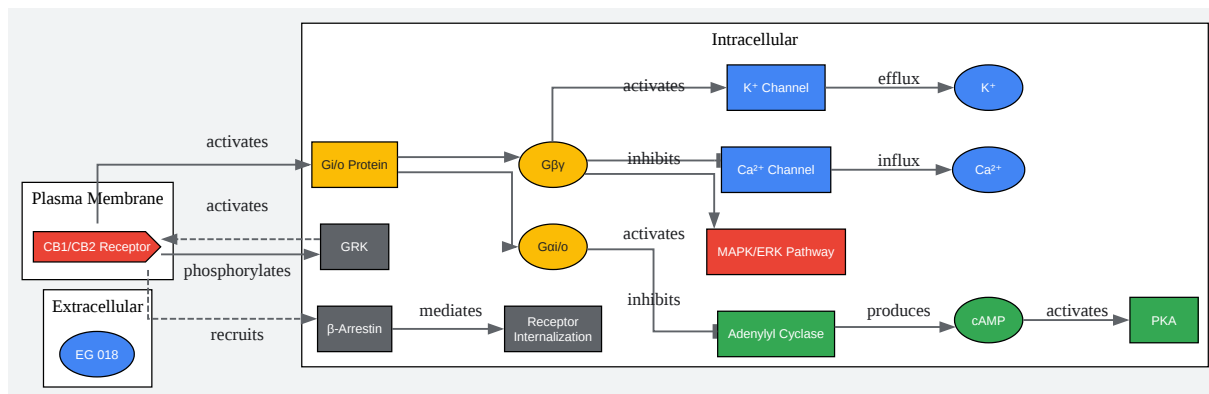 Intracellular
activates
K⁺ Channel
efflux
K⁺
activates
Gi/o Protein
Gβγ
inhibits
Ca²⁺ Channel
influx
Ca²⁺
Plasma Membrane
activates
CB1/CB2 Receptor
GRK
Gαi/o
activates
MAPK/ERK Pathway
phosphorylates
Extracellular
inhibits
recruits
β-Arrestin
mediates
Receptor
Internalization
Adenylyl Cyclase
produces
cAMP
activates
PKA
EG 018